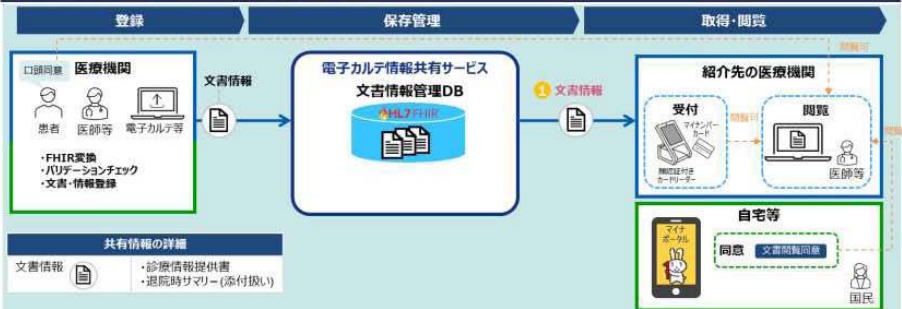 登録
保存管理
取得・閲覧
口頭同意
医療機関
患者
医師等
電子カルテ等
・FHIR変換
・バリデーションチェック
・文書・情報登録
文書情報
電子カルテ情報共有サービス
文書情報管理DB
HL7 FHIR
1 文書情報
閲覧可
紹介先の医療機関
受付
マイナンバー
カード
顔認証付き
カードリーダー
閲覧可
閲覧
医師等
閲覧
自宅等
マイナ
ポータル
同意
文書閲覧同意
国民
共有情報の詳細
文書情報
・診療情報提供書
・退院時サマリー(添付扱い)